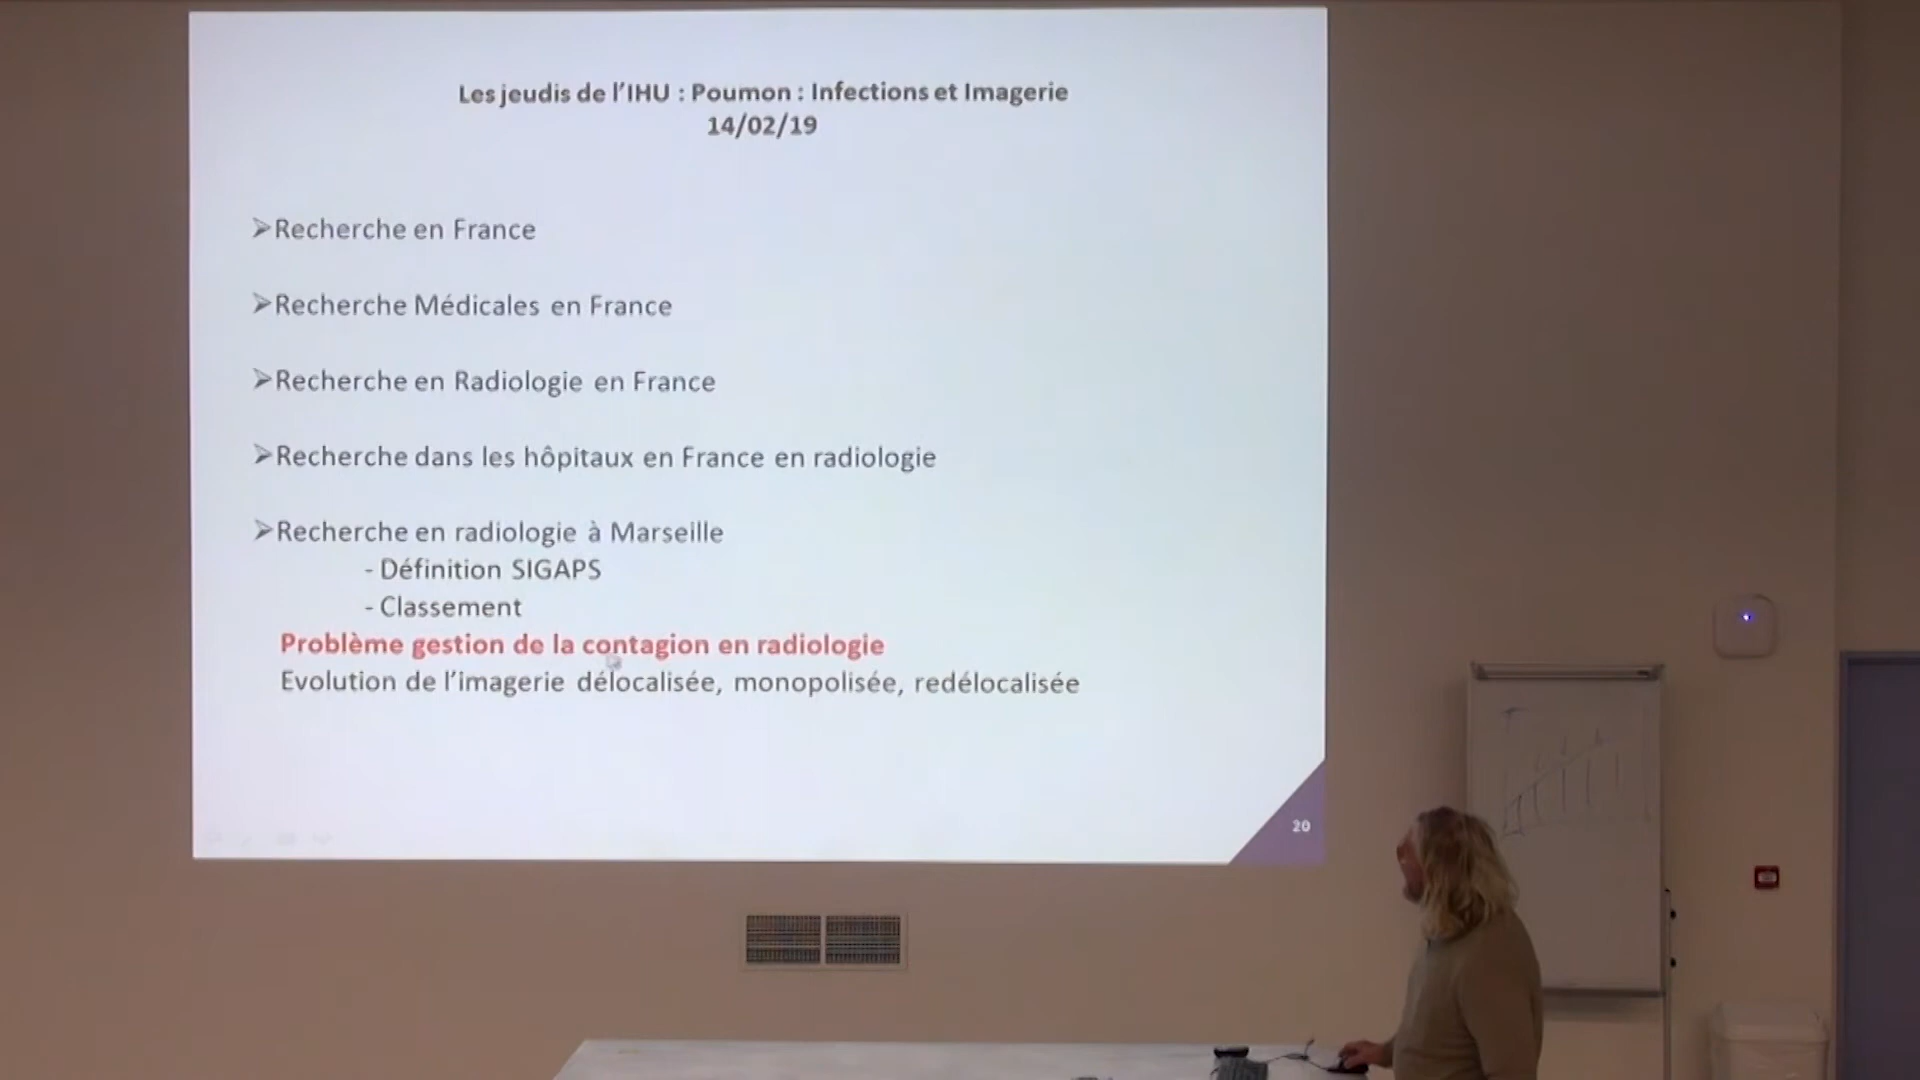 Les jeudis de l'IHU : Poumon : Infections et Imagerie
14/02/19
➢Recherche en France
➢Recherche Médicales en France
➢Recherche en Radiologie en France
➢Recherche dans les hôpitaux en France en radiologie
➢Recherche en radiologie à Marseille
- Définition SIGAPS
- Classement
Problème gestion de la contagion en radiologie
Evolution de l'imagerie délocalisée, monopolisée, redélocalisée
20